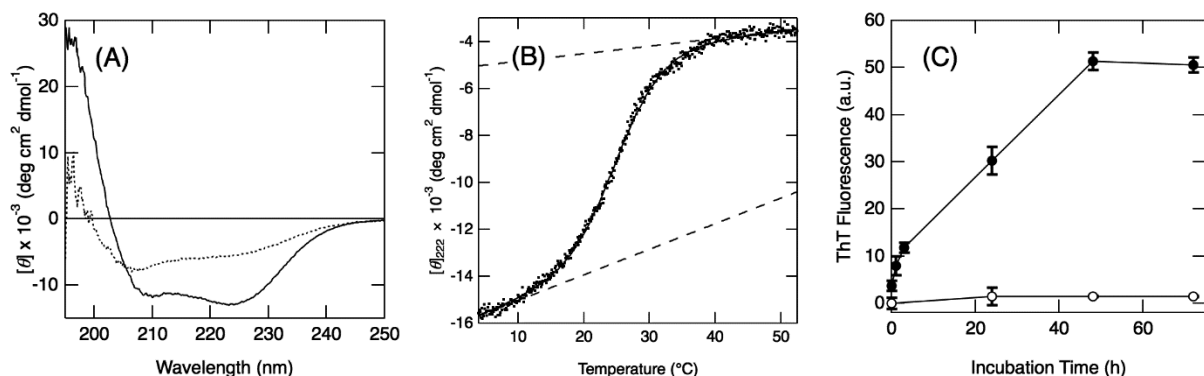 (A)
[θ] x 10⁻³ (deg cm² dmol⁻¹)
30
20
10
0
-10
200 210 220 230 240 250
Wavelength (nm)
(B)
[θ]₂₂₂ × 10⁻³ (deg cm² dmol⁻¹)
-4
-6
-8
-10
-12
-14
-16
10 20 30 40 50
Temperature (°C)
(C)
ThT Fluorescence (a.u.)
60
50
40
30
20
10
0
0 20 40 60
Incubation Time (h)